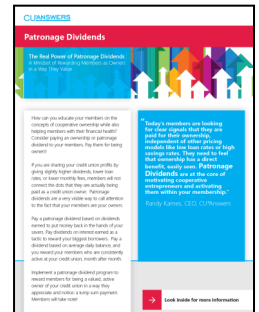 CU*ANSWERS
Patronage Dividends
The Real Power of Patronage Dividends
A Mindset of Rewarding Members as Owners
in a Way They Value
How can you educate your members on the
concepts of cooperative ownership while also
helping members with their financial health?
Consider paying an ownership or patronage
dividend to your members. Pay them for being
owners!
If you are sharing your credit union profits by
giving slightly higher dividends, lower loan
rates, or lower monthly fees, members will not
connect the dots that they are actually being
paid as a credit union owner. Patronage
dividends are a very visible way to call attention
to the fact that your members are your owners.
Pay a patronage dividend based on dividends
earned to put money back in the hands of your
savers. Pay dividends on interest earned as a
tactic to reward your biggest borrowers. Pay a
dividend based on average daily balance, and
you reward your members who are consistently
active at your credit union, month after month.
Implement a patronage dividend program to
reward members for being a valued, active
owner of your credit union in a way they
appreciate and notice: a lump sum payment.
Members will take note!
"Today's members are looking
for clear signals that they are
paid for their ownership,
independent of other pricing
models like low loan rates or high
savings rates. They need to feel
that ownership has a direct
benefit, easily seen. Patronage
Dividends are at the core of
motivating cooperative
entrepreneurs and activating
them within your membership."
-Randy Karnes, CEO, CU*Answers
Look inside for more information